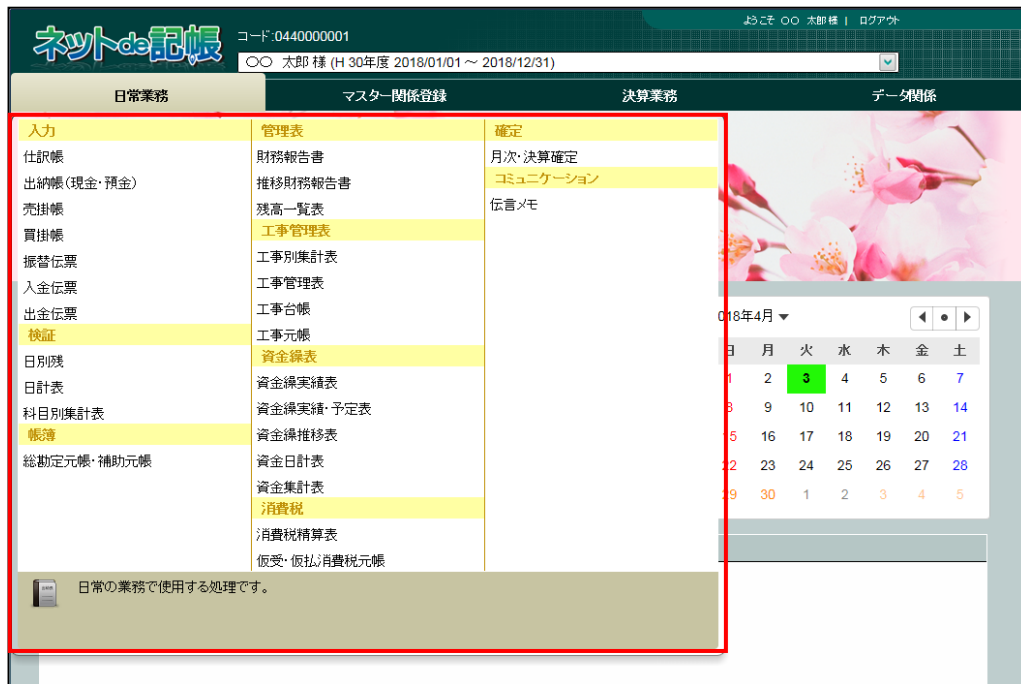 ようこそ 〇〇 太郎 様 | ログアウト
ネットde記帳
コード:0440000001
〇〇 太郎 様 (H 30年度 2018/01/01 ～ 2018/12/31)
日常業務 マスター関係登録 決算業務 データ関係
入力
仕訳帳
出納帳(現金・預金)
売掛帳
買掛帳
振替伝票
入金伝票
出金伝票
検証
日別残
日計表
科目別集計表
帳簿
総勘定元帳・補助元帳
管理表
財務報告書
推移財務報告書
残高一覧表
工事管理表
工事別集計表
工事管理表
工事台帳
工事元帳
資金繰表
資金繰実績表
資金繰実績・予定表
資金繰推移表
資金日計表
資金集計表
消費税
消費税精算表
仮受・仮払消費税元帳
確定
月次・決算確定
コミュニケーション
伝言メモ
日常の業務で使用する処理です。
018年4月
日 月 火 水 木 金 土
1 2 3 4 5 6 7
8 9 10 11 12 13 14
15 16 17 18 19 20 21
22 23 24 25 26 27 28
29 30 1 2 3 4 5